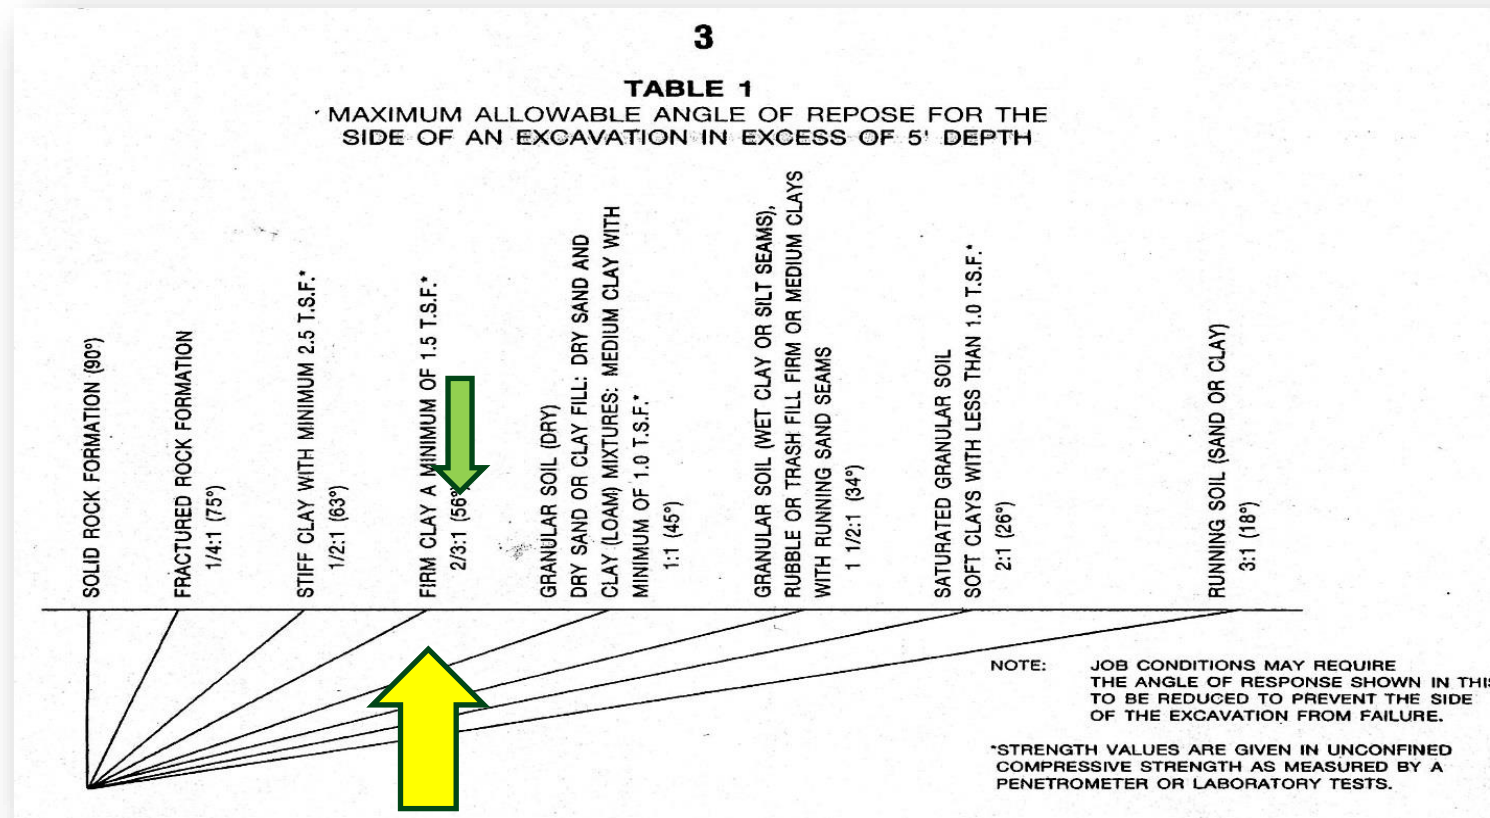 3
TABLE 1
MAXIMUM ALLOWABLE ANGLE OF REPOSE FOR THE
SIDE OF AN EXCAVATION IN EXCESS OF 5' DEPTH
SOLID ROCK FORMATION (90°)
FRACTURED ROCK FORMATION
1/4:1 (75°)
STIFF CLAY WITH MINIMUM 2.5 T.S.F.*
1/2:1 (63°)
FIRM CLAY A MINIMUM OF 1.5 T.S.F.*
2/3:1 (56°)
GRANULAR SOIL (DRY)
DRY SAND OR CLAY FILL: DRY SAND AND
CLAY (LOAM) MIXTURES: MEDIUM CLAY WITH
MINIMUM OF 1.0 T.S.F.*
1:1 (45°)
GRANULAR SOIL (WET CLAY OR SILT SEAMS),
RUBBLE OR TRASH FILL FIRM OR MEDIUM CLAYS
WITH RUNNING SAND SEAMS
1 1/2:1 (34°)
SATURATED GRANULAR SOIL
SOFT CLAYS WITH LESS THAN 1.0 T.S.F.*
2:1 (26°)
RUNNING SOIL (SAND OR CLAY)
3:1 (18°)
NOTE: JOB CONDITIONS MAY REQUIRE
THE ANGLE OF RESPONSE SHOWN IN THIS
TO BE REDUCED TO PREVENT THE SIDE
OF THE EXCAVATION FROM FAILURE.
*STRENGTH VALUES ARE GIVEN IN UNCONFINED
COMPRESSIVE STRENGTH AS MEASURED BY A
PENETROMETER OR LABORATORY TESTS.